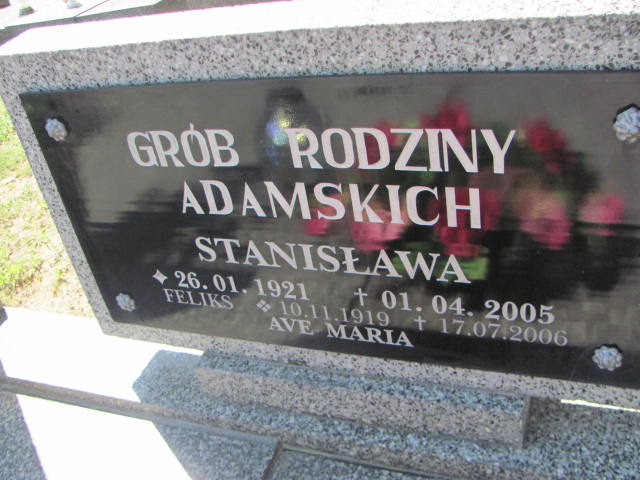 GRÓB RODZINY
ADAMSKICH
STANISŁAWA
✦ 26. 01. 1921 † 01. 04. 2005
FELIKS ✣ 10.11.1919 † 17.07.2006
AVE MARIA